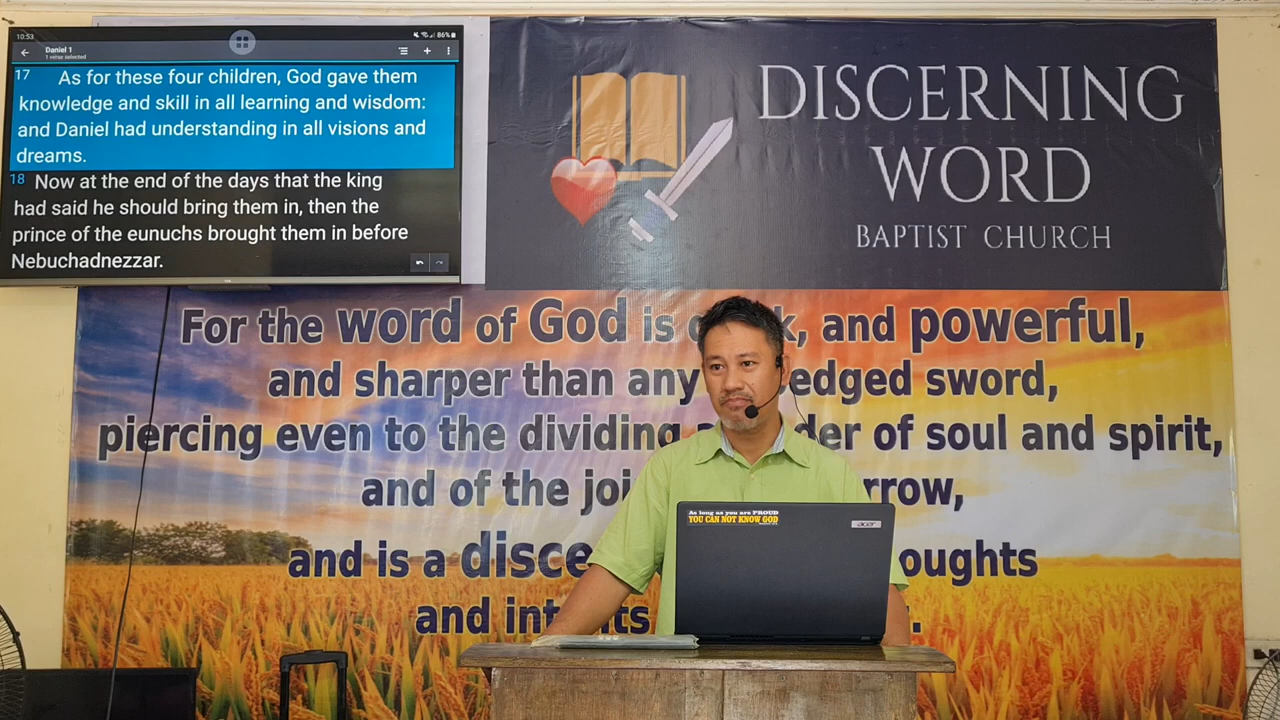 10:53
86%
Daniel 1
1 verse selected
17 As for these four children, God gave them
knowledge and skill in all learning and wisdom:
and Daniel had understanding in all visions and
dreams.
18 Now at the end of the days that the king
had said he should bring them in, then the
prince of the eunuchs brought them in before
Nebuchadnezzar.
DISCERNING
WORD
BAPTIST CHURCH
For the word of God is k, and powerful,
and sharper than any edged sword,
piercing even to the dividing a der of soul and spirit,
and of the joi rrow,
and is a disce oughts
and int ts .
As long as you are PROUD
YOU CAN NOT KNOW GOD
acer